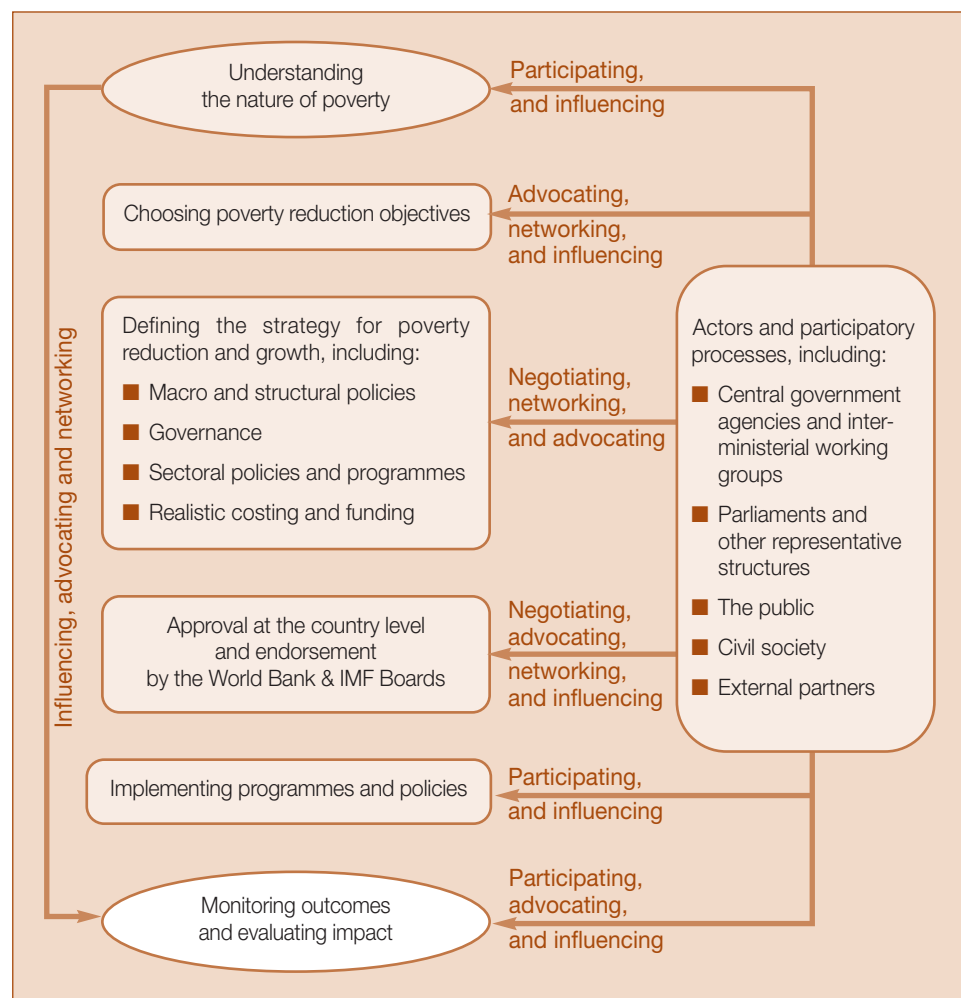 Understanding
the nature of poverty
Participating,
and influencing
Choosing poverty reduction objectives
Advocating,
networking,
and influencing
Defining the strategy for poverty
reduction and growth, including:
■ Macro and structural policies
■ Governance
■ Sectoral policies and programmes
■ Realistic costing and funding
Negotiating,
networking,
and advocating
Approval at the country level
and endorsement
by the World Bank & IMF Boards
Negotiating,
advocating,
networking,
and influencing
Implementing programmes and policies
Participating,
and influencing
Monitoring outcomes
and evaluating impact
Participating,
advocating,
and influencing
Influencing, advocating and networking
Actors and participatory
processes, including:
■ Central government
agencies and inter-
ministerial working
groups
■ Parliaments and
other representative
structures
■ The public
■ Civil society
■ External partners